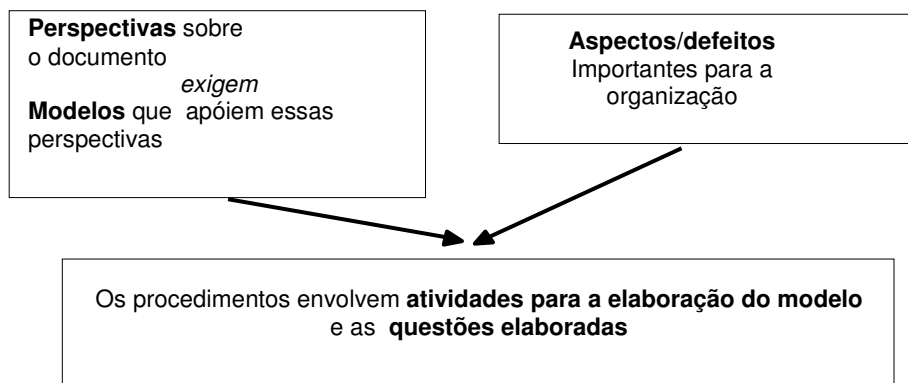 Perspectivas sobre
o documento
exigem
Modelos que apóiem essas
perspectivas
Aspectos/defeitos
Importantes para a
organização
Os procedimentos envolvem atividades para a elaboração do modelo
e as questões elaboradas